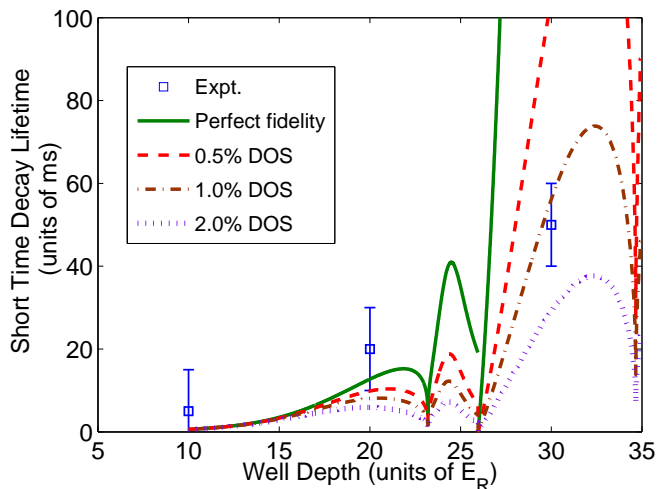 Short Time Decay Lifetime
(units of ms)
100
80
60
40
20
0
Expt.
Perfect fidelity
0.5% DOS
1.0% DOS
2.0% DOS
5 10 15 20 25 30 35
Well Depth (units of E_R)